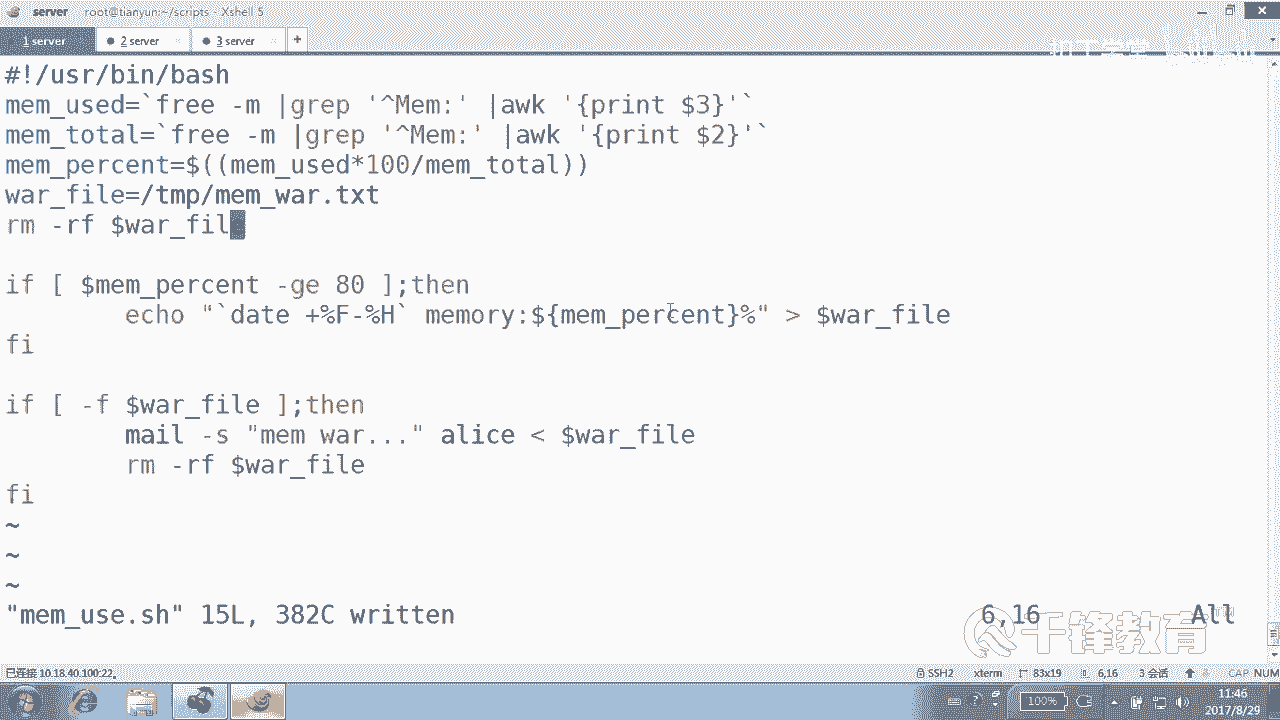 server root@tianyun:~/scripts - Xshell 5
1 server 2 server 3 server +
#!/usr/bin/bash
mem_used=`free -m |grep '^Mem:' |awk '{print $3}'`
mem_total=`free -m |grep '^Mem:' |awk '{print $2}'`
mem_percent=$((mem_used*100/mem_total))
war_file=/tmp/mem_war.txt
rm -rf $war_file

if [ $mem_percent -ge 80 ];then
        echo "`date +%F-%H` memory:${mem_percent}%" > $war_file
fi

if [ -f $war_file ];then
        mail -s "mem war..." alice < $war_file
        rm -rf $war_file
fi
~
~
~
"mem_use.sh" 15L, 382C written 6,16 All
千锋教育
已连接 10.18.40.100:22。 SSH2 xterm 83x19 6,16 3 会话 CAP NUM
100% 11:46
2017/8/29